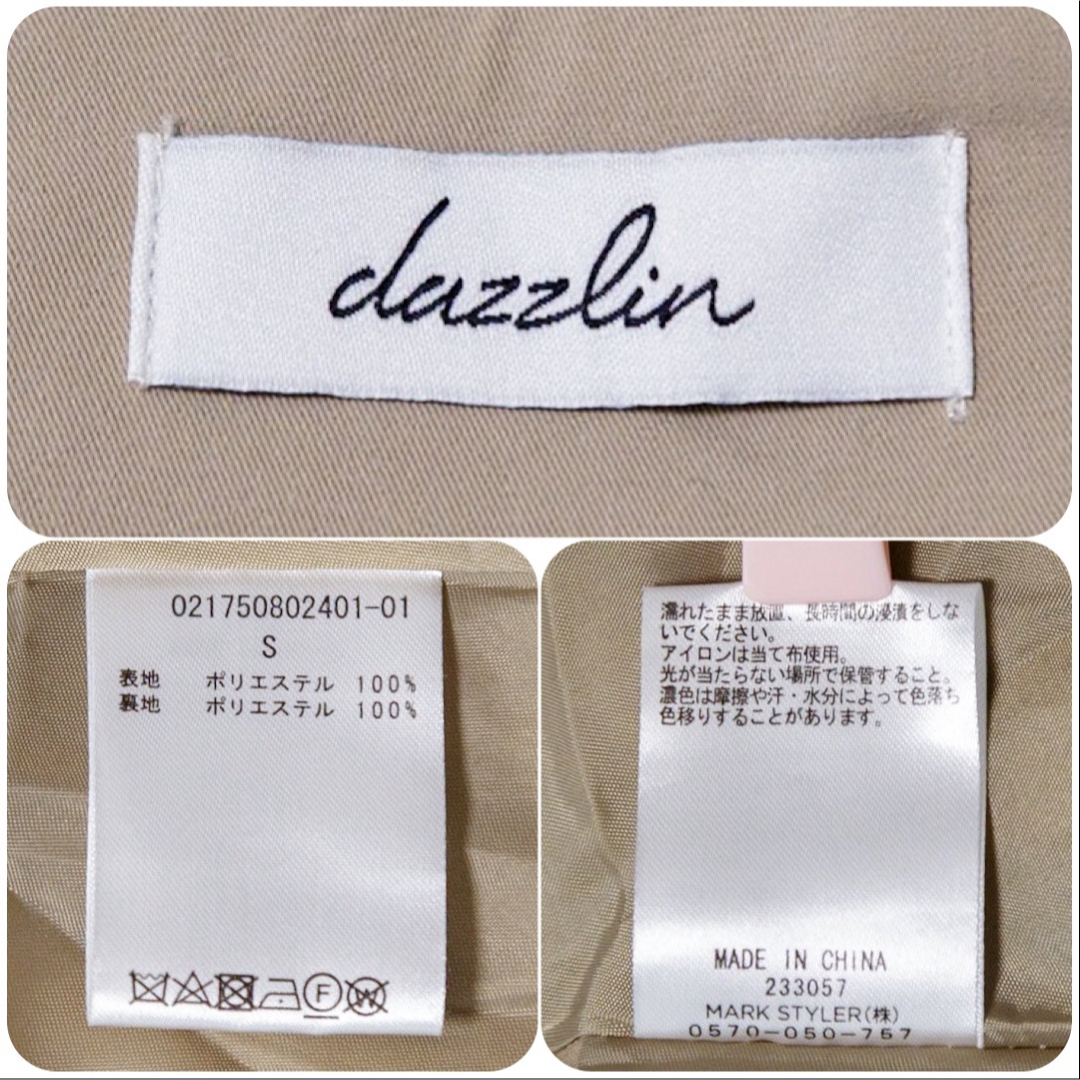 dazzlin
021750802401-01
S
表地 ポリエステル 100%
裏地 ポリエステル 100%
F
W
濡れたまま放置、長時間の浸漬をしな
いでください。
アイロンは当て布使用。
光が当たらない場所で保管すること。
濃色は摩擦や汗・水分によって色落ち
色移りすることがあります。
MADE IN CHINA
233057
MARK STYLER(株)
0570-050-757